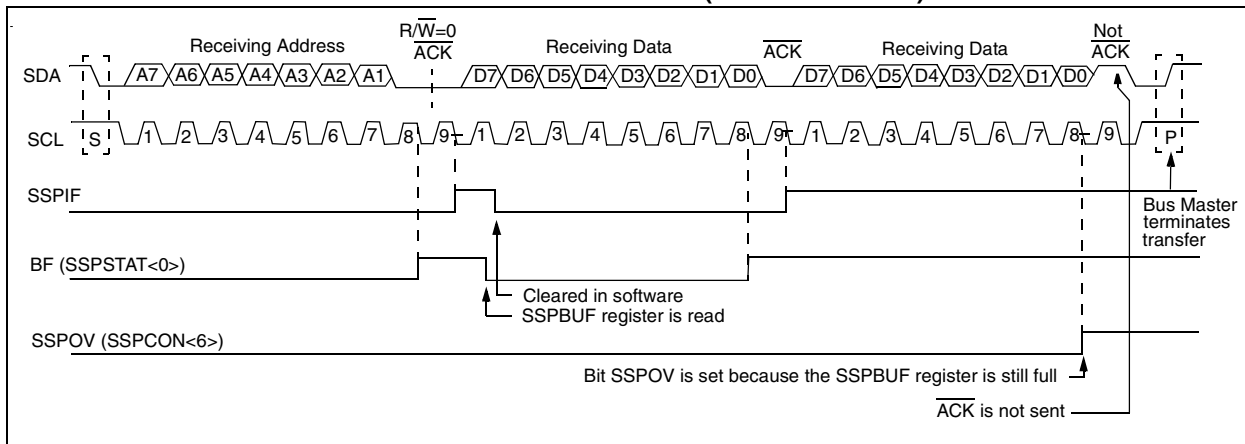 R/W̅=0
Receiving Address A̅C̅K̅ Receiving Data A̅C̅K̅ Receiving Data Not A̅C̅K̅
SDA A7 A6 A5 A4 A3 A2 A1 D7 D6 D5 D4 D3 D2 D1 D0 D7 D6 D5 D4 D3 D2 D1 D0
SCL S 1 2 3 4 5 6 7 8 9 1 2 3 4 5 6 7 8 9 1 2 3 4 5 6 7 8 9 P
SSPIF
Bus Master
terminates
transfer
BF (SSPSTAT<0>)
Cleared in software
SSPBUF register is read
SSPOV (SSPCON<6>)
Bit SSPOV is set because the SSPBUF register is still full
A̅C̅K̅ is not sent